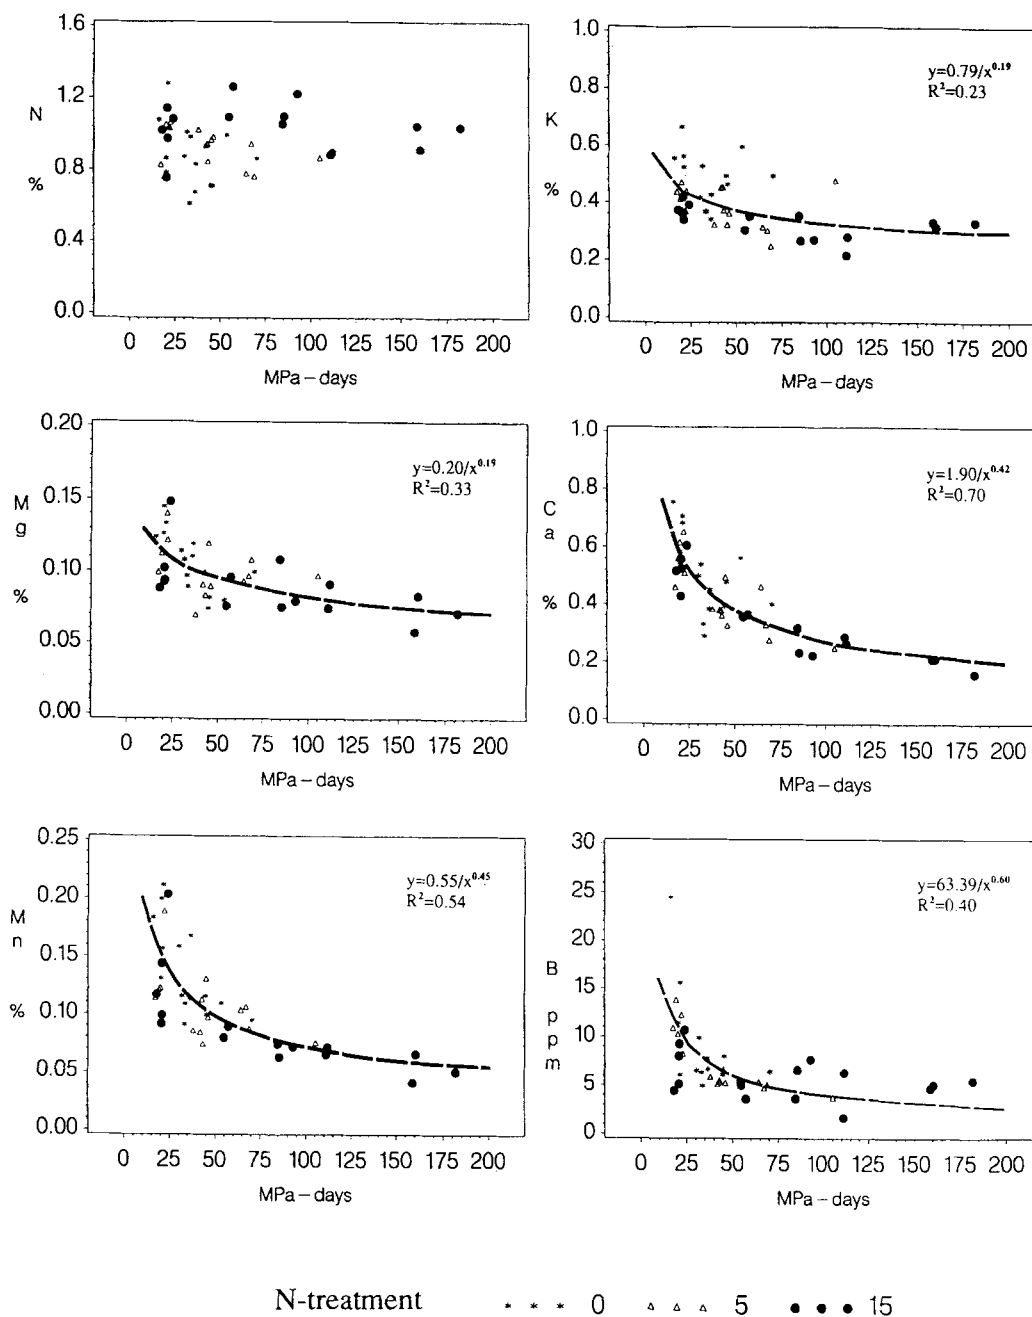 1.6
1.2
N
0.8
%
0.4
0.0
0 25 50 75 100 125 150 175 200
MPa – days
1.0
y=0.79/x^0.19
R²=0.23
0.8
K
0.6
%
0.4
0.2
0.0
0 25 50 75 100 125 150 175 200
MPa – days
0.20
y=0.20/x^0.19
R²=0.33
0.15
M
g
0.10
%
0.05
0.00
0 25 50 75 100 125 150 175 200
MPa – days
1.0
y=1.90/x^0.42
R²=0.70
0.8
C
a
0.6
%
0.4
0.2
0.0
0 25 50 75 100 125 150 175 200
MPa – days
0.25
y=0.55/x^0.45
R²=0.54
0.20
M
n
0.15
%
0.10
0.05
0.00
0 25 50 75 100 125 150 175 200
MPa – days
30
y=63.39/x^0.60
R²=0.40
25
20
15
B
p
p
m
10
5
0
0 25 50 75 100 125 150 175 200
MPa – days
N-treatment * * * 0 △ △ △ 5 ● ● ● 15